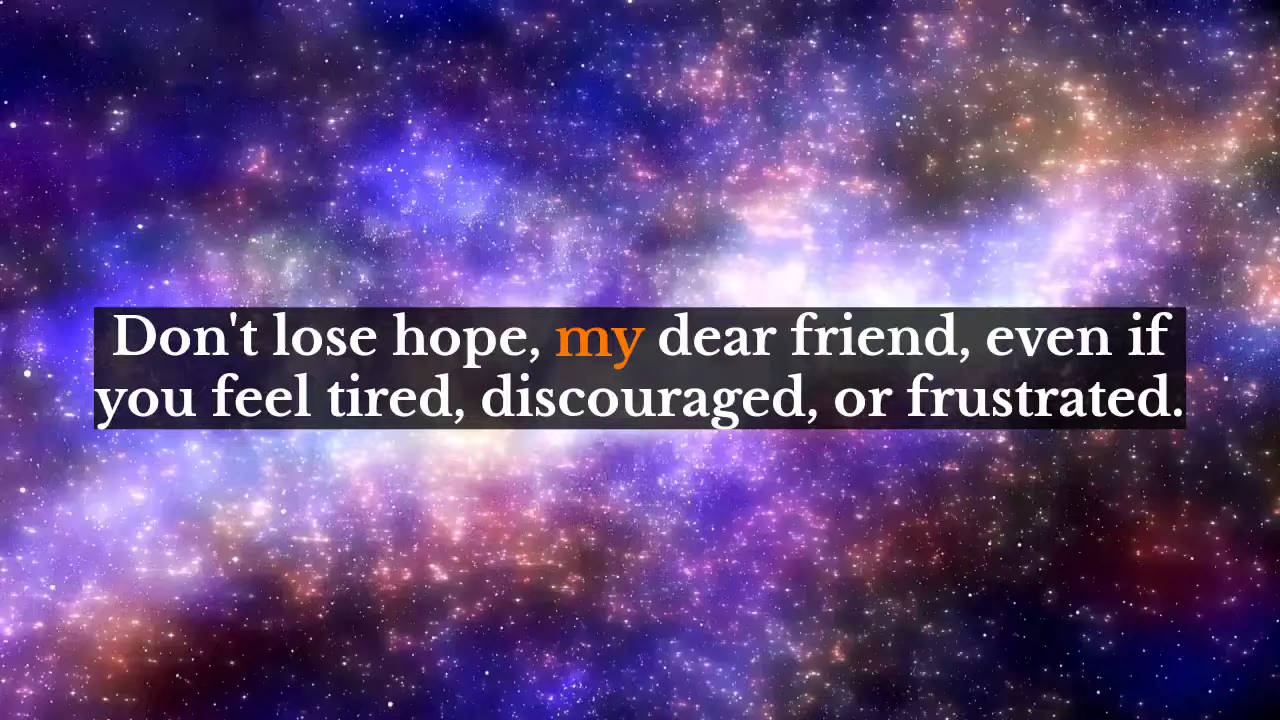 Don't lose hope, my dear friend, even if
you feel tired, discouraged, or frustrated.